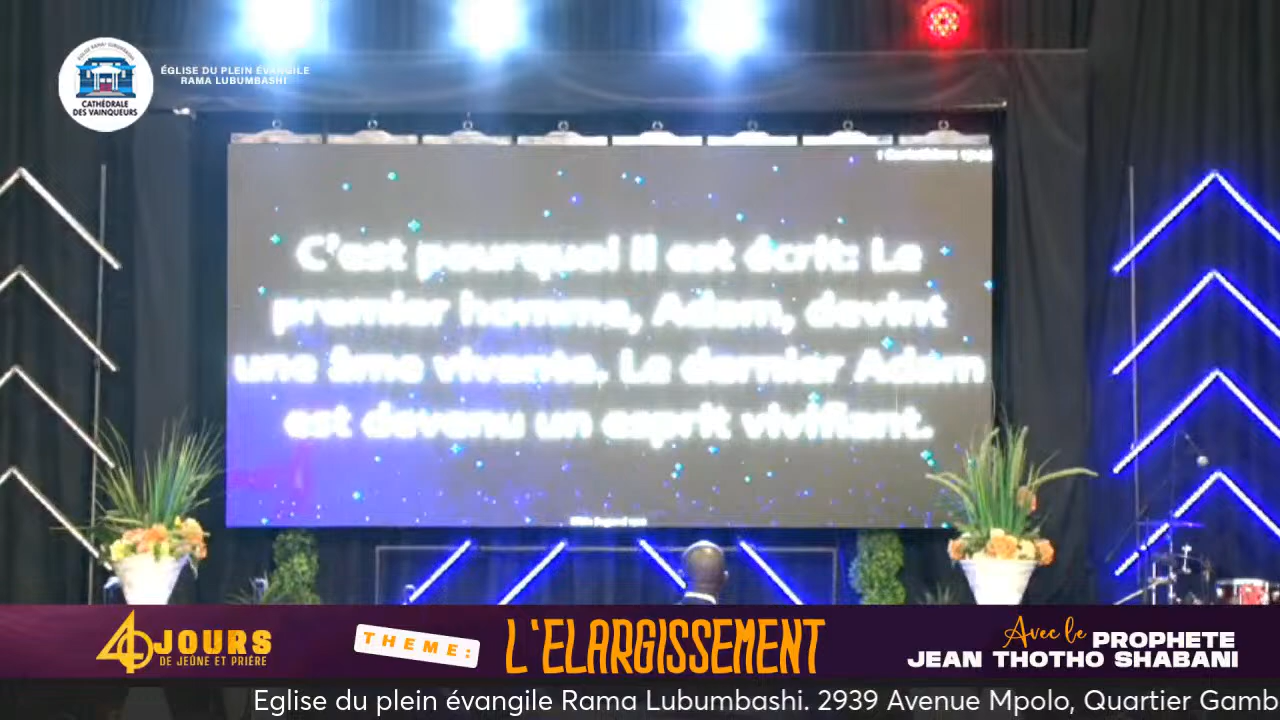 ÉGLISE DU PLEIN ÉVANGILE
RAMA LUBUMBASHI
CATHÉDRALE
DES VAINQUEURS
C'est pourquoi il est écrit: Le
premier homme, Adam, devint
une âme vivante. Le dernier Adam
est devenu un esprit vivifiant.
40 JOURS
DE JEÛNE ET PRIÈRE
THEME:
L'ELARGISSEMENT
Avec le PROPHETE
JEAN THOTHO SHABANI
Eglise du plein évangile Rama Lubumbashi. 2939 Avenue Mpolo, Quartier Gamb